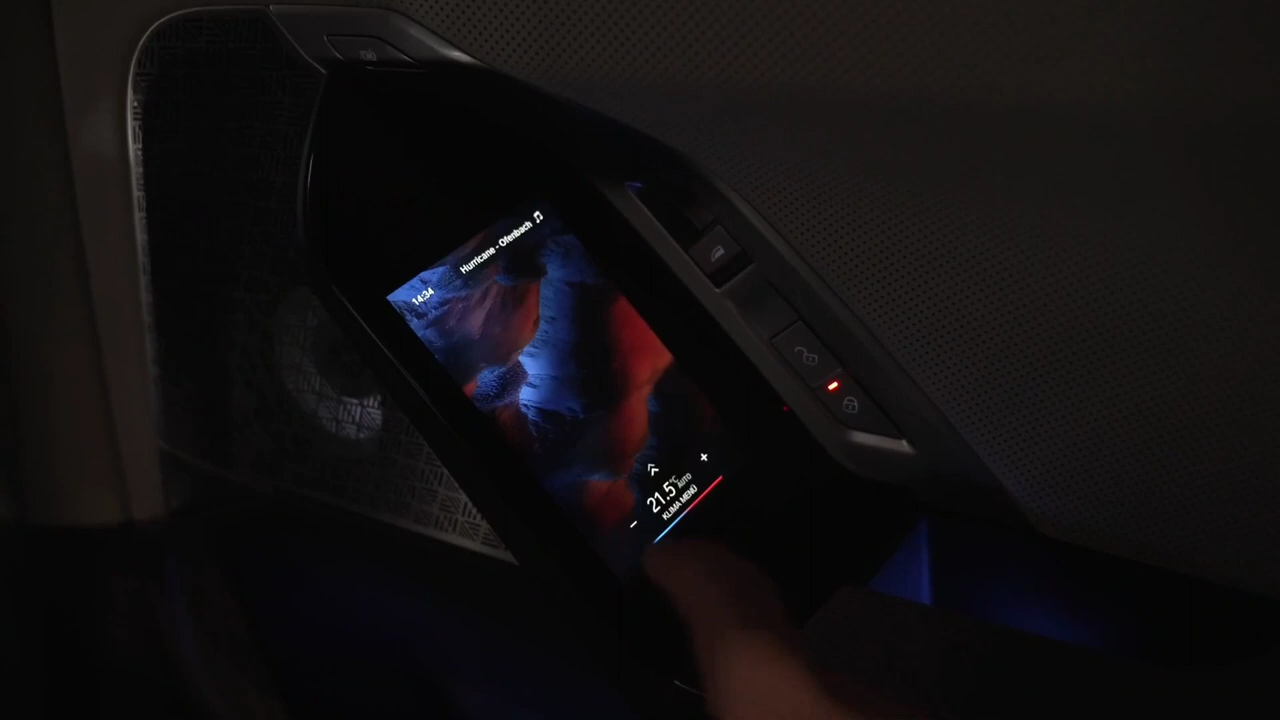 Hurricane - Ofenbach
14:34
+
21.5°C AUTO
-
KLIMA MENÜ